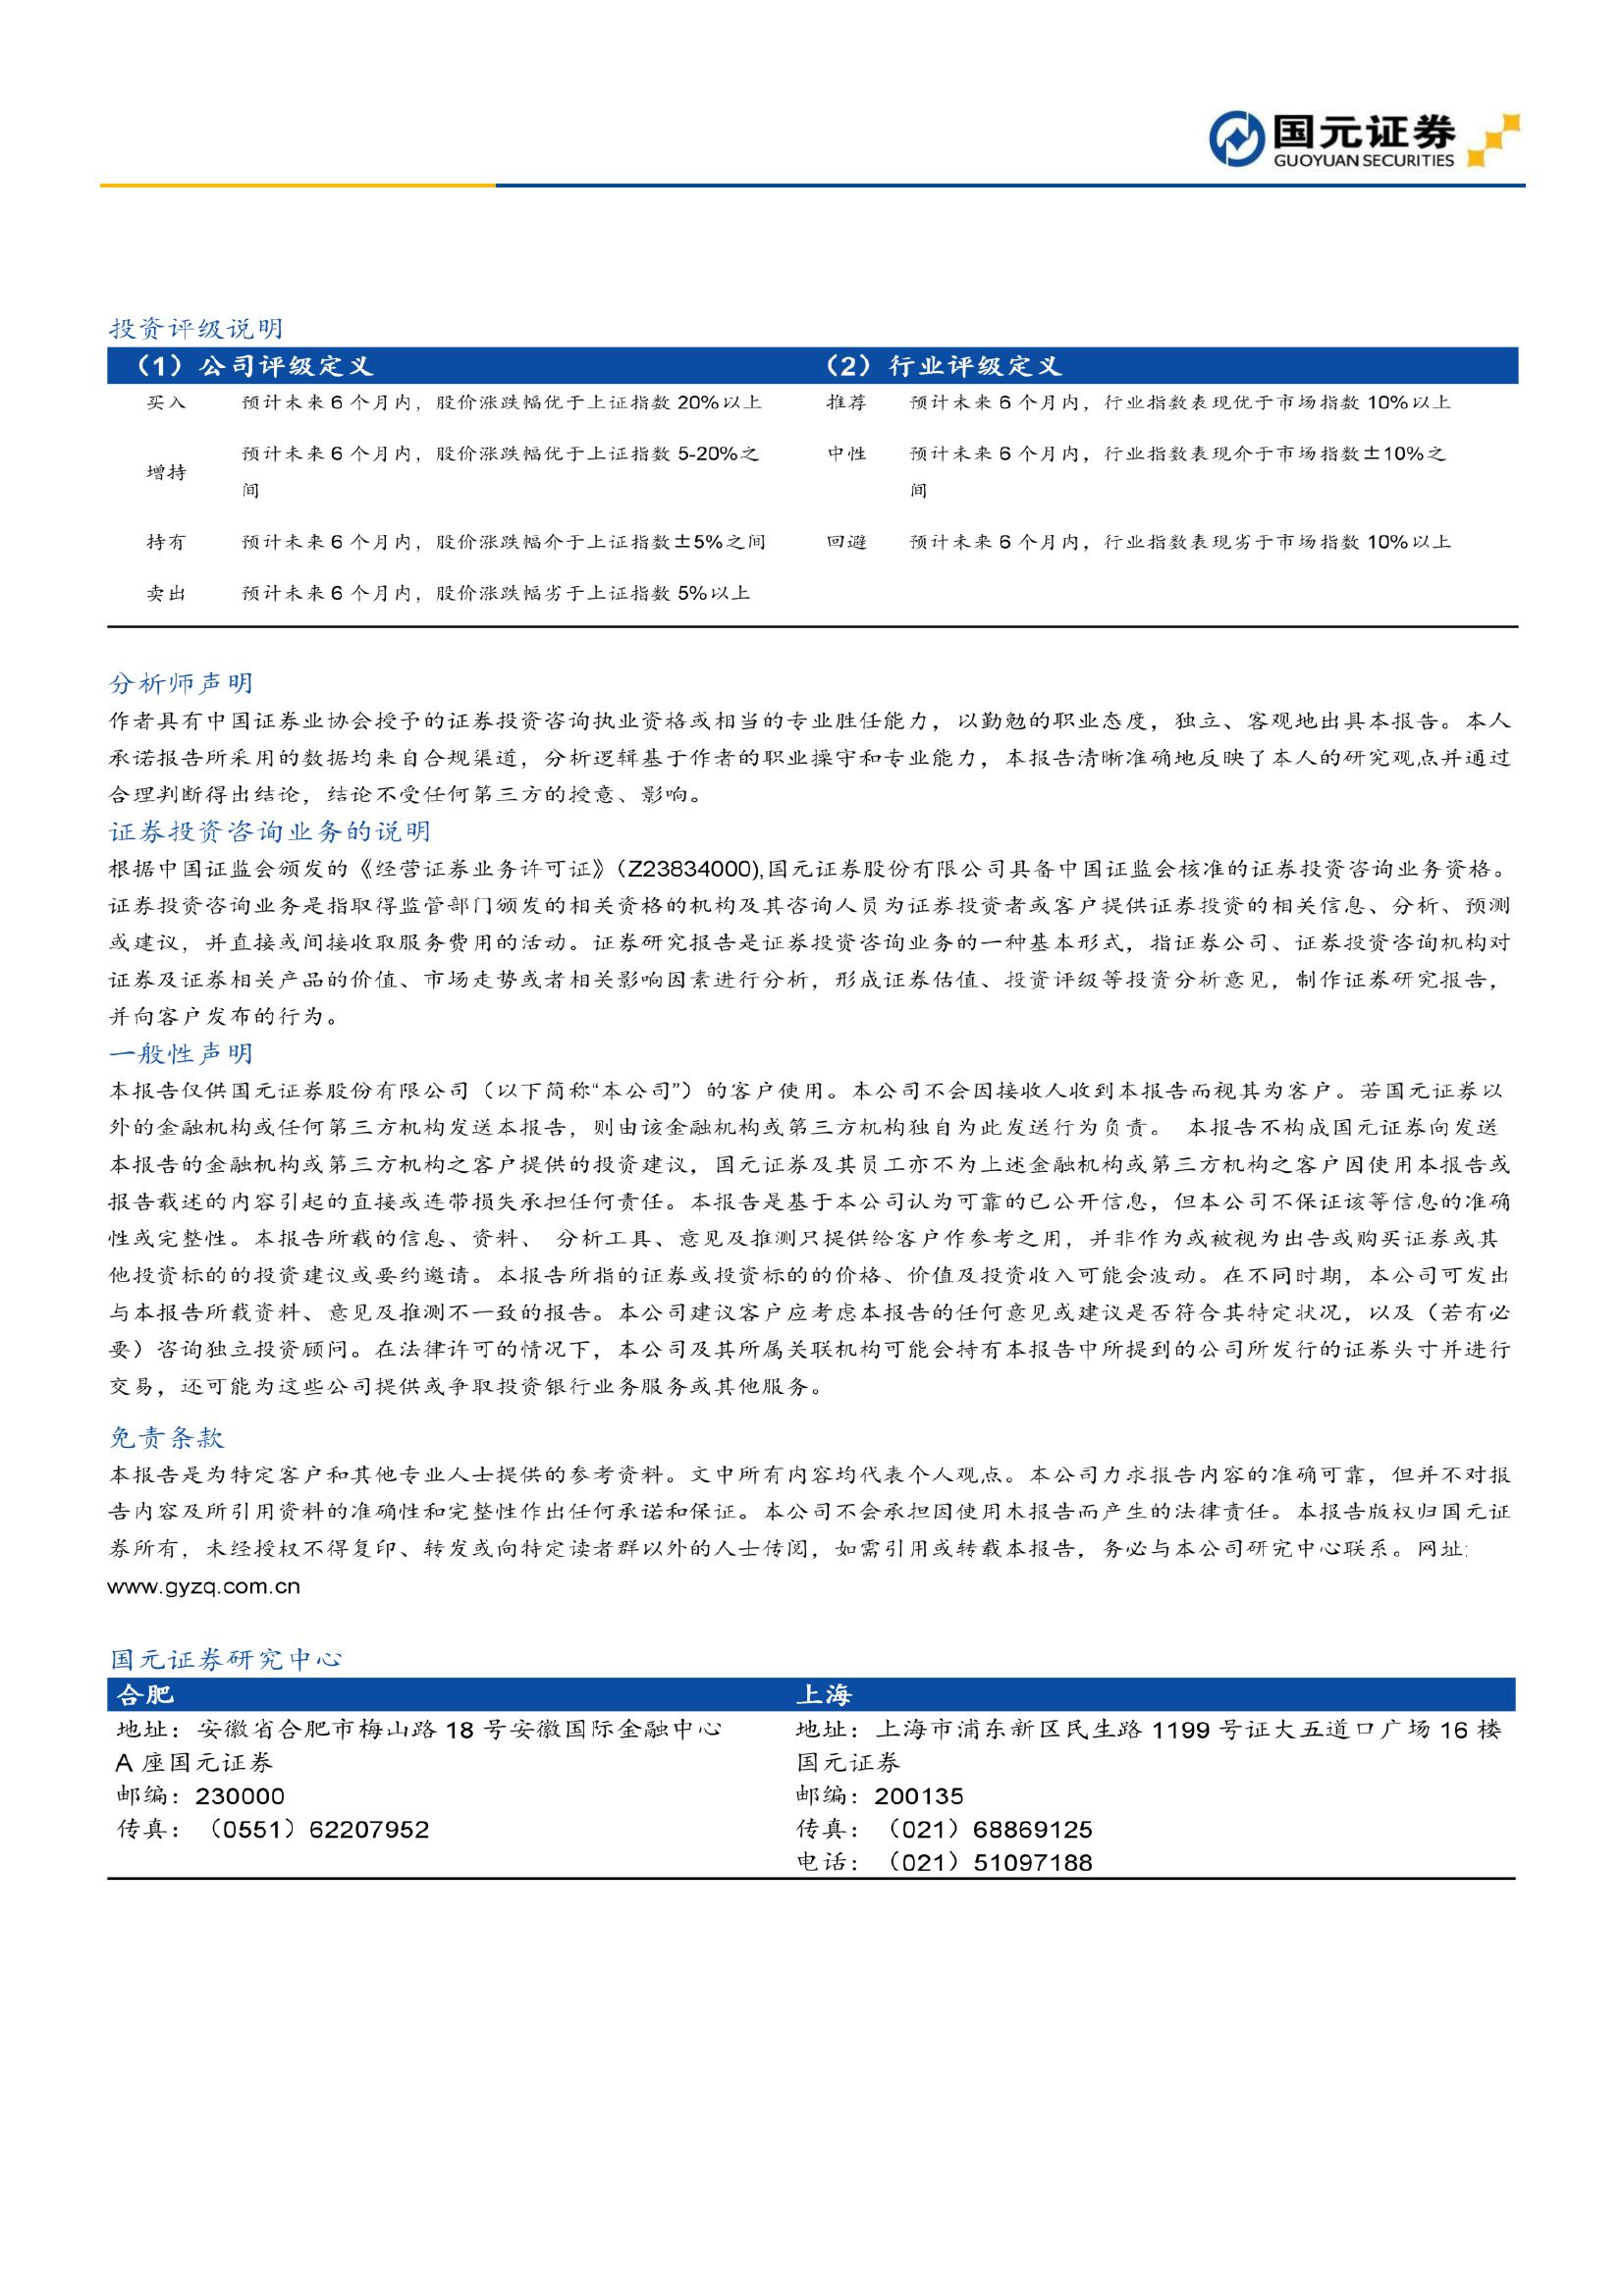 国元证券
GUOYUAN SECURITIES
投资评级说明
（1）公司评级定义 （2）行业评级定义
买入 预计未来 6 个月内，股价涨跌幅优于上证指数 20%以上 推荐 预计未来 6 个月内，行业指数表现优于市场指数 10%以上
增持 预计未来 6 个月内，股价涨跌幅优于上证指数 5-20%之 中性 预计未来 6 个月内，行业指数表现介于市场指数±10%之
间 间
持有 预计未来 6 个月内，股价涨跌幅介于上证指数±5%之间 回避 预计未来 6 个月内，行业指数表现劣于市场指数 10%以上
卖出 预计未来 6 个月内，股价涨跌幅劣于上证指数 5%以上
分析师声明
作者具有中国证券业协会授予的证券投资咨询执业资格或相当的专业胜任能力，以勤勉的职业态度，独立、客观地出具本报告。本人
承诺报告所采用的数据均来自合规渠道，分析逻辑基于作者的职业操守和专业能力，本报告清晰准确地反映了本人的研究观点并通过
合理判断得出结论，结论不受任何第三方的授意、影响。
证券投资咨询业务的说明
根据中国证监会颁发的《经营证券业务许可证》（Z23834000),国元证券股份有限公司具备中国证监会核准的证券投资咨询业务资格。
证券投资咨询业务是指取得监管部门颁发的相关资格的机构及其咨询人员为证券投资者或客户提供证券投资的相关信息、分析、预测
或建议，并直接或间接收取服务费用的活动。证券研究报告是证券投资咨询业务的一种基本形式，指证券公司、证券投资咨询机构对
证券及证券相关产品的价值、市场走势或者相关影响因素进行分析，形成证券估值、投资评级等投资分析意见，制作证券研究报告，
并向客户发布的行为。
一般性声明
本报告仅供国元证券股份有限公司（以下简称“本公司”）的客户使用。本公司不会因接收人收到本报告而视其为客户。若国元证券以
外的金融机构或任何第三方机构发送本报告，则由该金融机构或第三方机构独自为此发送行为负责。 本报告不构成国元证券向发送
本报告的金融机构或第三方机构之客户提供的投资建议，国元证券及其员工亦不为上述金融机构或第三方机构之客户因使用本报告或
报告载述的内容引起的直接或连带损失承担任何责任。本报告是基于本公司认为可靠的已公开信息，但本公司不保证该等信息的准确
性或完整性。本报告所载的信息、资料、 分析工具、意见及推测只提供给客户作参考之用，并非作为或被视为出告或购买证券或其
他投资标的的投资建议或要约邀请。本报告所指的证券或投资标的的价格、价值及投资收入可能会波动。在不同时期，本公司可发出
与本报告所载资料、意见及推测不一致的报告。本公司建议客户应考虑本报告的任何意见或建议是否符合其特定状况，以及（若有必
要）咨询独立投资顾问。在法律许可的情况下，本公司及其所属关联机构可能会持有本报告中所提到的公司所发行的证券头寸并进行
交易，还可能为这些公司提供或争取投资银行业务服务或其他服务。
免责条款
本报告是为特定客户和其他专业人士提供的参考资料。文中所有内容均代表个人观点。本公司力求报告内容的准确可靠，但并不对报
告内容及所引用资料的准确性和完整性作出任何承诺和保证。本公司不会承担因使用木报告而产生的法律责任。本报告版权归国元证
券所有，未经授权不得复印、转发或向特定读者群以外的人士传阅，如需引用或转载本报告，务必与本公司研究中心联系。网址:
www.gyzq.com.cn
国元证券研究中心
合肥 上海
地址：安徽省合肥市梅山路 18 号安徽国际金融中心 地址：上海市浦东新区民生路 1199 号证大五道口广场 16 楼
A 座国元证券 国元证券
邮编：230000 邮编：200135
传真：（0551）62207952 传真：（021）68869125
电话：（021）51097188